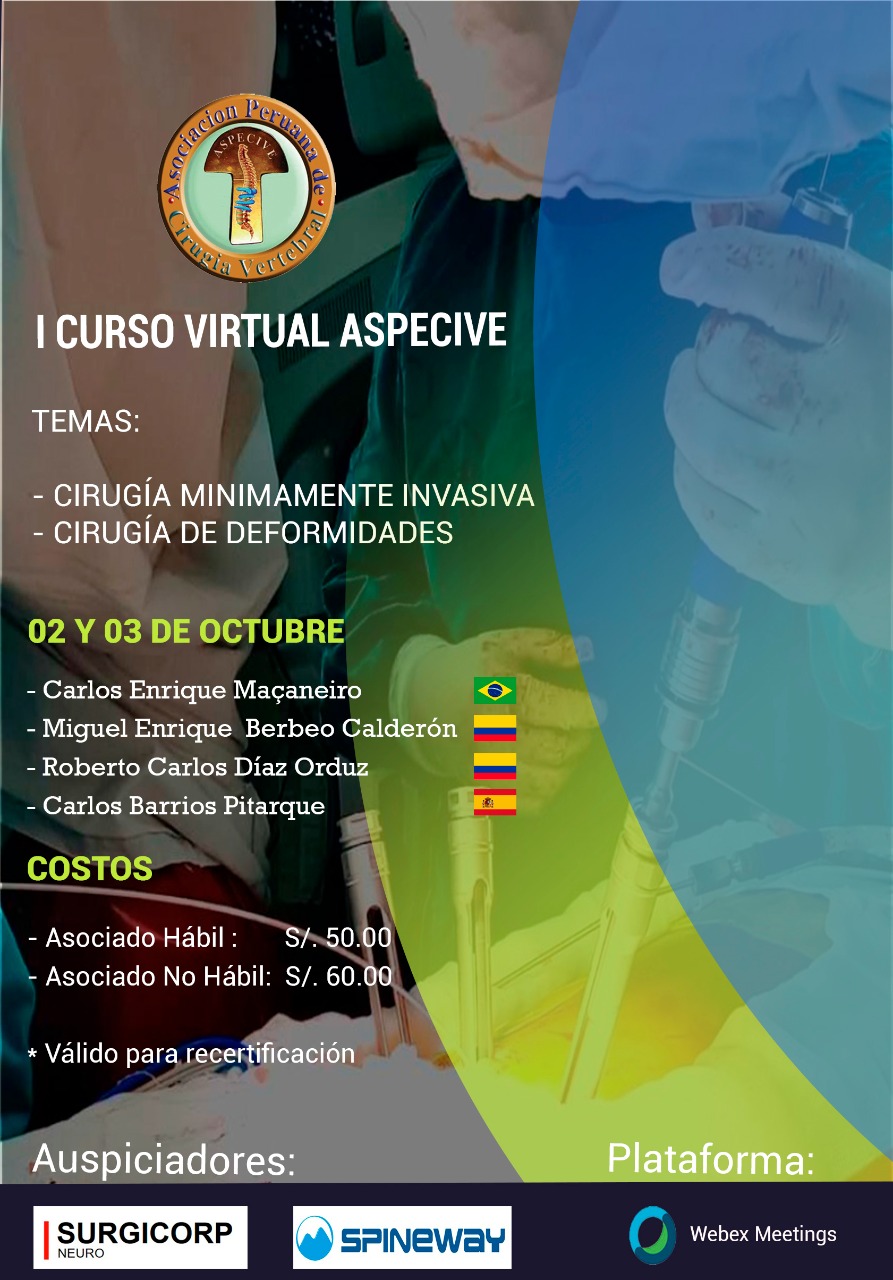 Asociacion Peruana de
ASPECIVE
Cirugia Vertebral
I CURSO VIRTUAL ASPECIVE
TEMAS:
- CIRUGÍA MINIMAMENTE INVASIVA
- CIRUGÍA DE DEFORMIDADES
02 Y 03 DE OCTUBRE
- Carlos Enrique Maçaneiro
- Miguel Enrique Berbeo Calderón
- Roberto Carlos Díaz Orduz
- Carlos Barrios Pitarque
COSTOS
- Asociado Hábil : S/. 50.00
- Asociado No Hábil: S/. 60.00
* Válido para recertificación
Auspiciadores: Plataforma:
SURGICORP
NEURO
SPINEWAY
Webex Meetings